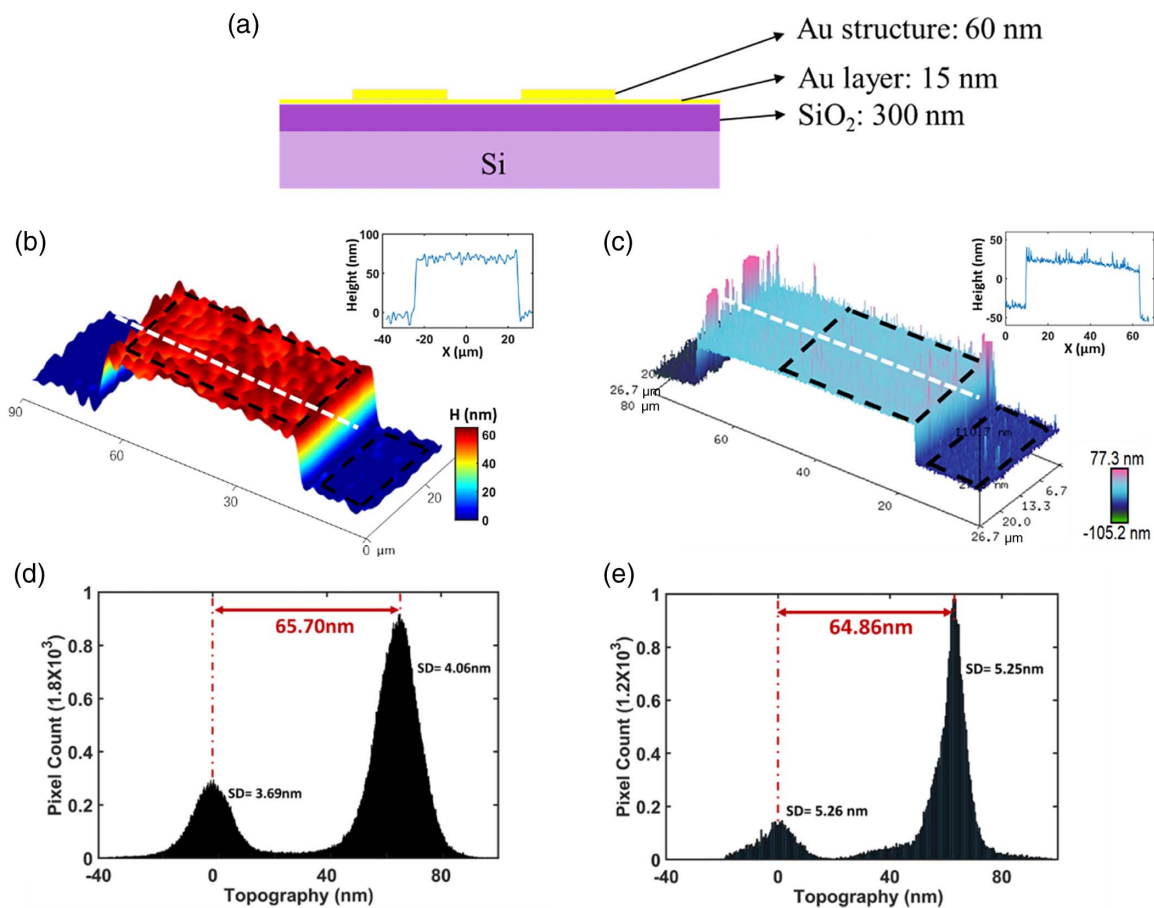 (a)
Au structure: 60 nm
Au layer: 15 nm
SiO₂: 300 nm
Si
(b)
Height (nm)
100
50
0
-40 -20 0 20
X (μm)
90
60
30
0 μm
20
H (nm)
60
40
20
0
(c)
Height (nm)
50
0
-50
0 20 40 60
X (μm)
26.7 μm
80 μm
60
40
20
26.7 μm
20.0
13.3
6.7
77.3 nm
-105.2 nm
(d)
Pixel Count (1.8X10³)
1
0.8
0.6
0.4
0.2
0
65.70nm
SD= 4.06nm
SD= 3.69nm
-40 0 40 80
Topography (nm)
(e)
Pixel Count (1.2X10³)
1
0.8
0.6
0.4
0.2
0
64.86nm
SD= 5.25nm
SD= 5.26 nm
-40 0 40 80
Topography (nm)